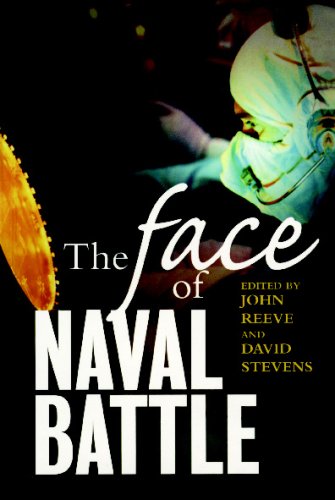 The face
of
NAVAL
BATTLE
EDITED BY
JOHN
REEVE
AND
DAVID
STEVENS